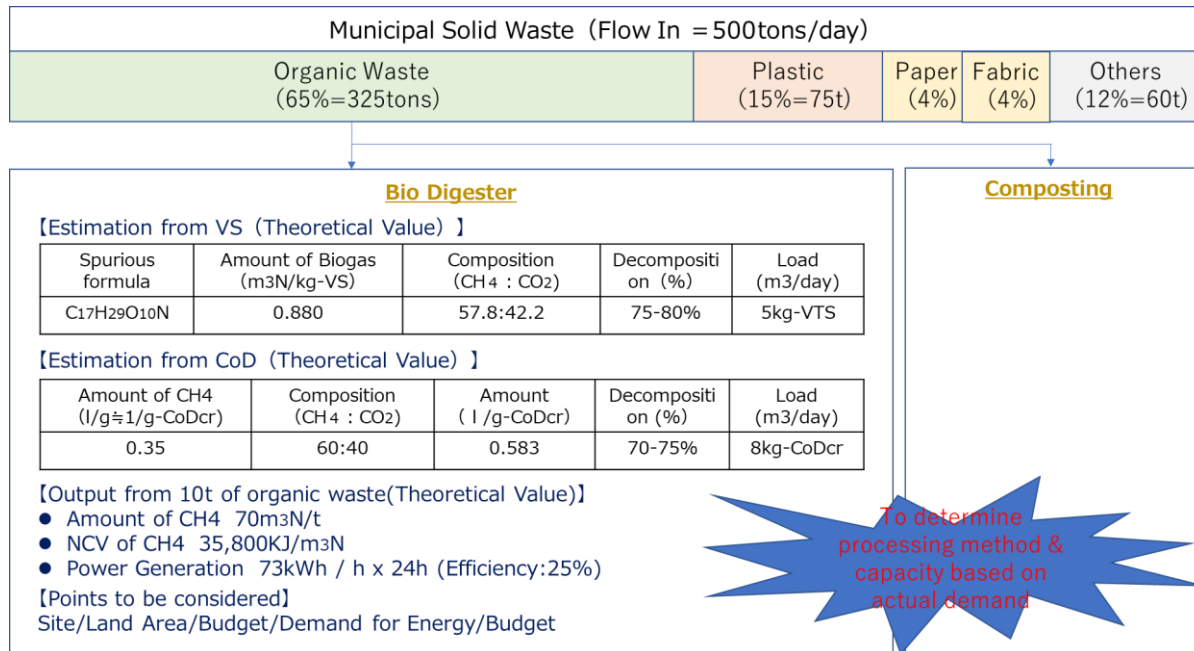 Municipal Solid Waste（Flow In ＝500tons/day）
Organic Waste
(65%=325tons)
Plastic
(15%=75t)
Paper
(4%)
Fabric
(4%)
Others
(12%=60t)
Bio Digester
【Estimation from VS（Theoretical Value）】
Spurious
formula
Amount of Biogas
(m3N/kg-VS)
Composition
(CH4 : CO2)
Decompositi
on（%）
Load
(m3/day)
C17H29O10N
0.880
57.8:42.2
75-80%
5kg-VTS
【Estimation from CoD（Theoretical Value）】
Amount of CH4
(l/g≒1/g-CoDcr)
Composition
(CH4 : CO2)
Amount
(ｌ/g-CoDcr)
Decompositi
on (%)
Load
(m3/day)
0.35
60:40
0.583
70-75%
8kg-CoDcr
【Output from 10t of organic waste(Theoretical Value)】
● Amount of CH4 70m3N/t
● NCV of CH4 35,800KJ/m3N
● Power Generation 73kWh / h x 24h (Efficiency:25%)
【Points to be considered】
Site/Land Area/Budget/Demand for Energy/Budget
Composting
To determine
processing method &
capacity based on
actual demand